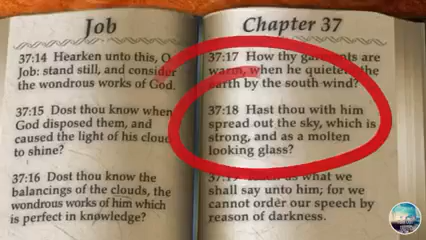 Job
37:14 Hearken unto this, O
Job: stand still, and consider
the wondrous works of God.
37:15 Dost thou know when
God disposed them, and
caused the light of his cloud
to shine?
37:16 Dost thou know the
balancings of the clouds, the
wondrous works of him which
is perfect in knowledge?
Chapter 37
37:17 How thy are
warm, when he the
earth by the south wind?
37:18 Hast thou with him
spread out the sky, which is
strong, and as a molten
looking glass?
us what we
shall say unto him; for we
cannot order our speech by
reason of darkness.